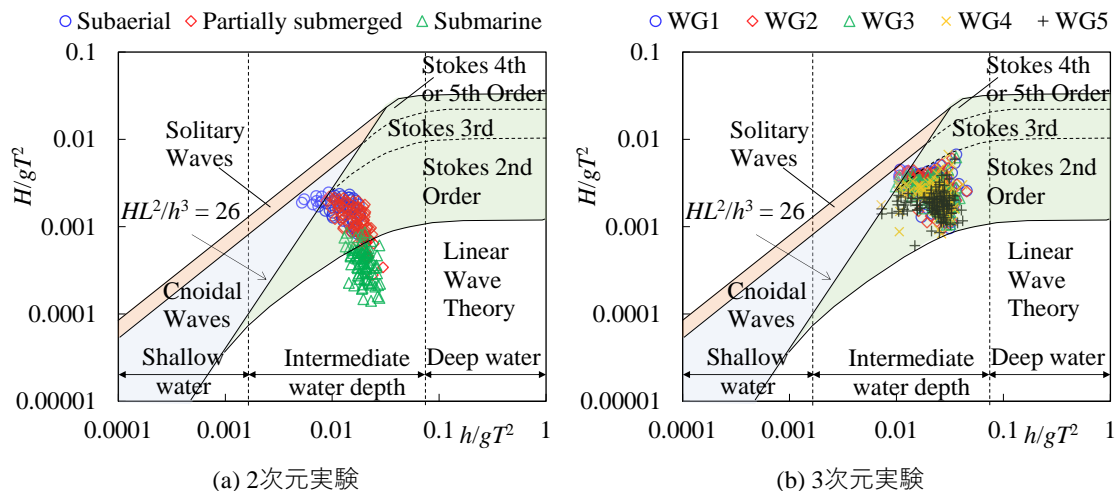 Subaerial Partially submerged Submarine
0.1
0.01
0.001
0.0001
0.00001
H/gT²
Stokes 4th
or 5th Order
Solitary
Waves
Stokes 3rd
Stokes 2nd
Order
HL²/h³ = 26
Linear
Wave
Theory
Cnoidal
Waves
Shallow
water
Intermediate
water depth
Deep water
0.0001 0.001 0.01 0.1 h/gT² 1
(a) 2次元実験
WG1 WG2 WG3 WG4 WG5
0.1
0.01
0.001
0.0001
0.00001
H/gT²
Stokes 4th
or 5th Order
Solitary
Waves
Stokes 3rd
Stokes 2nd
Order
HL²/h³ = 26
Linear
Wave
Theory
Cnoidal
Waves
Shallow
water
Intermediate
water depth
Deep water
0.0001 0.001 0.01 0.1 h/gT² 1
(b) 3次元実験